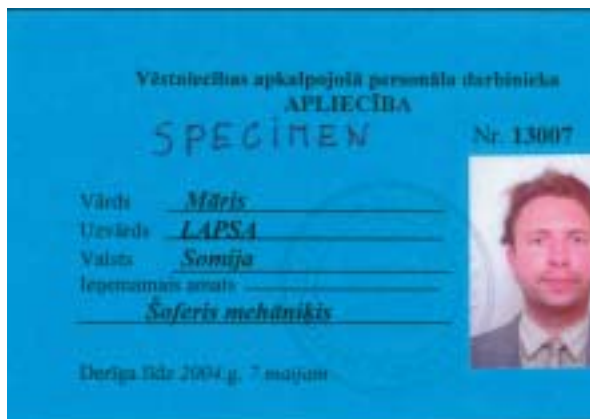 Vēstniecības apkalpojošā personāla darbinieka
APLIECĪBA
SPECIMEN Nr. 13007
Vārds Māris
Uzvārds LAPSA
Valsts Somija
Ieņemamais amats
Šoferis mehāniķis
Derīga līdz 2004 g. 7 maijam